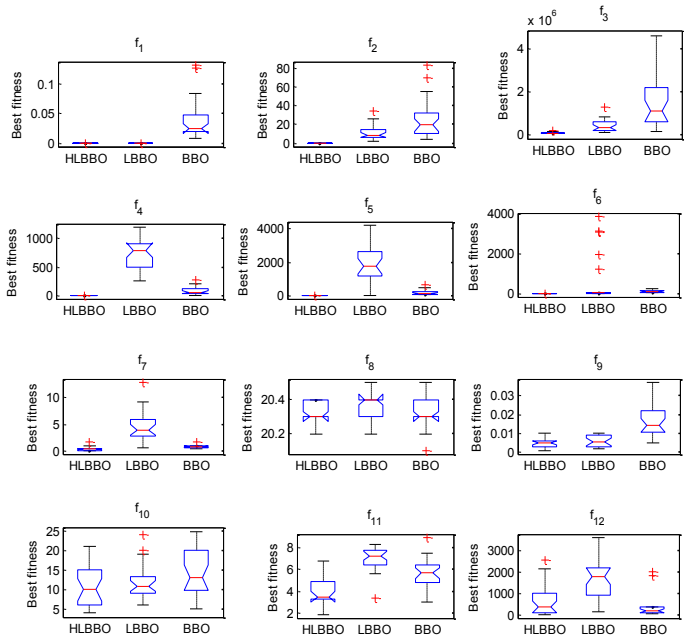 f1
Best fitness
0.1
0.05
0
HLBBO LBBO BBO
f2
Best fitness
80
60
40
20
0
HLBBO LBBO BBO
f3
x 10^6
Best fitness
4
2
0
HLBBO LBBO BBO
f4
Best fitness
1000
500
0
HLBBO LBBO BBO
f5
Best fitness
4000
2000
0
HLBBO LBBO BBO
f6
Best fitness
4000
2000
0
HLBBO LBBO BBO
f7
Best fitness
10
5
0
HLBBO LBBO BBO
f8
Best fitness
20.4
20.2
HLBBO LBBO BBO
f9
Best fitness
0.03
0.02
0.01
0
HLBBO LBBO BBO
f10
Best fitness
25
20
15
10
5
HLBBO LBBO BBO
f11
Best fitness
8
6
4
2
HLBBO LBBO BBO
f12
Best fitness
3000
2000
1000
0
HLBBO LBBO BBO